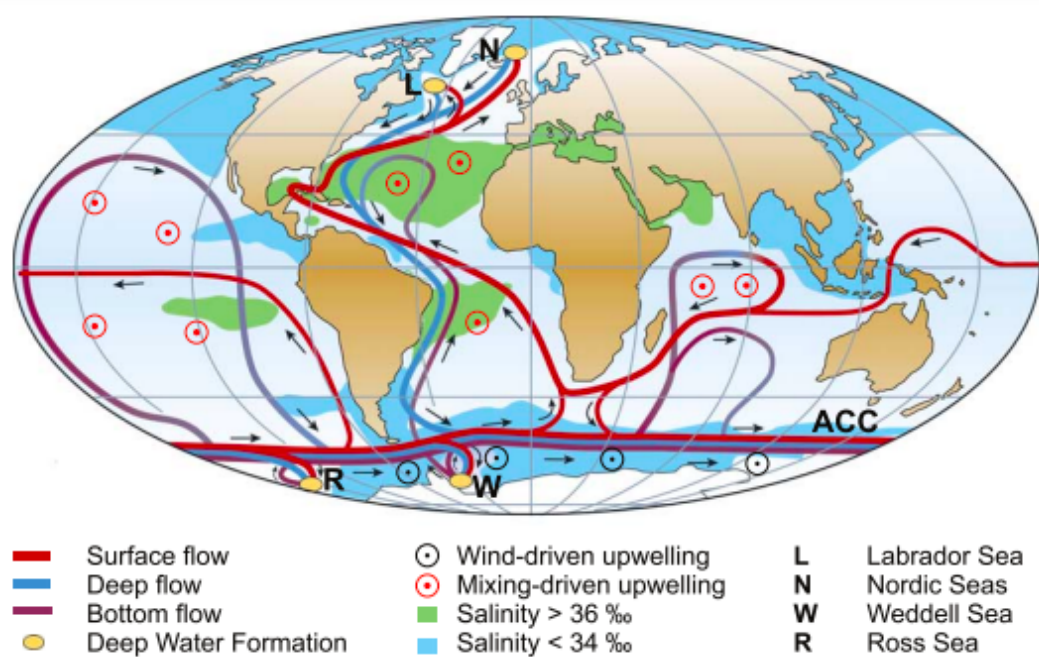 N
L
ACC
R
W
Surface flow
Deep flow
Bottom flow
Deep Water Formation
Wind-driven upwelling
Mixing-driven upwelling
Salinity > 36 ‰
Salinity < 34 ‰
L Labrador Sea
N Nordic Seas
W Weddell Sea
R Ross Sea